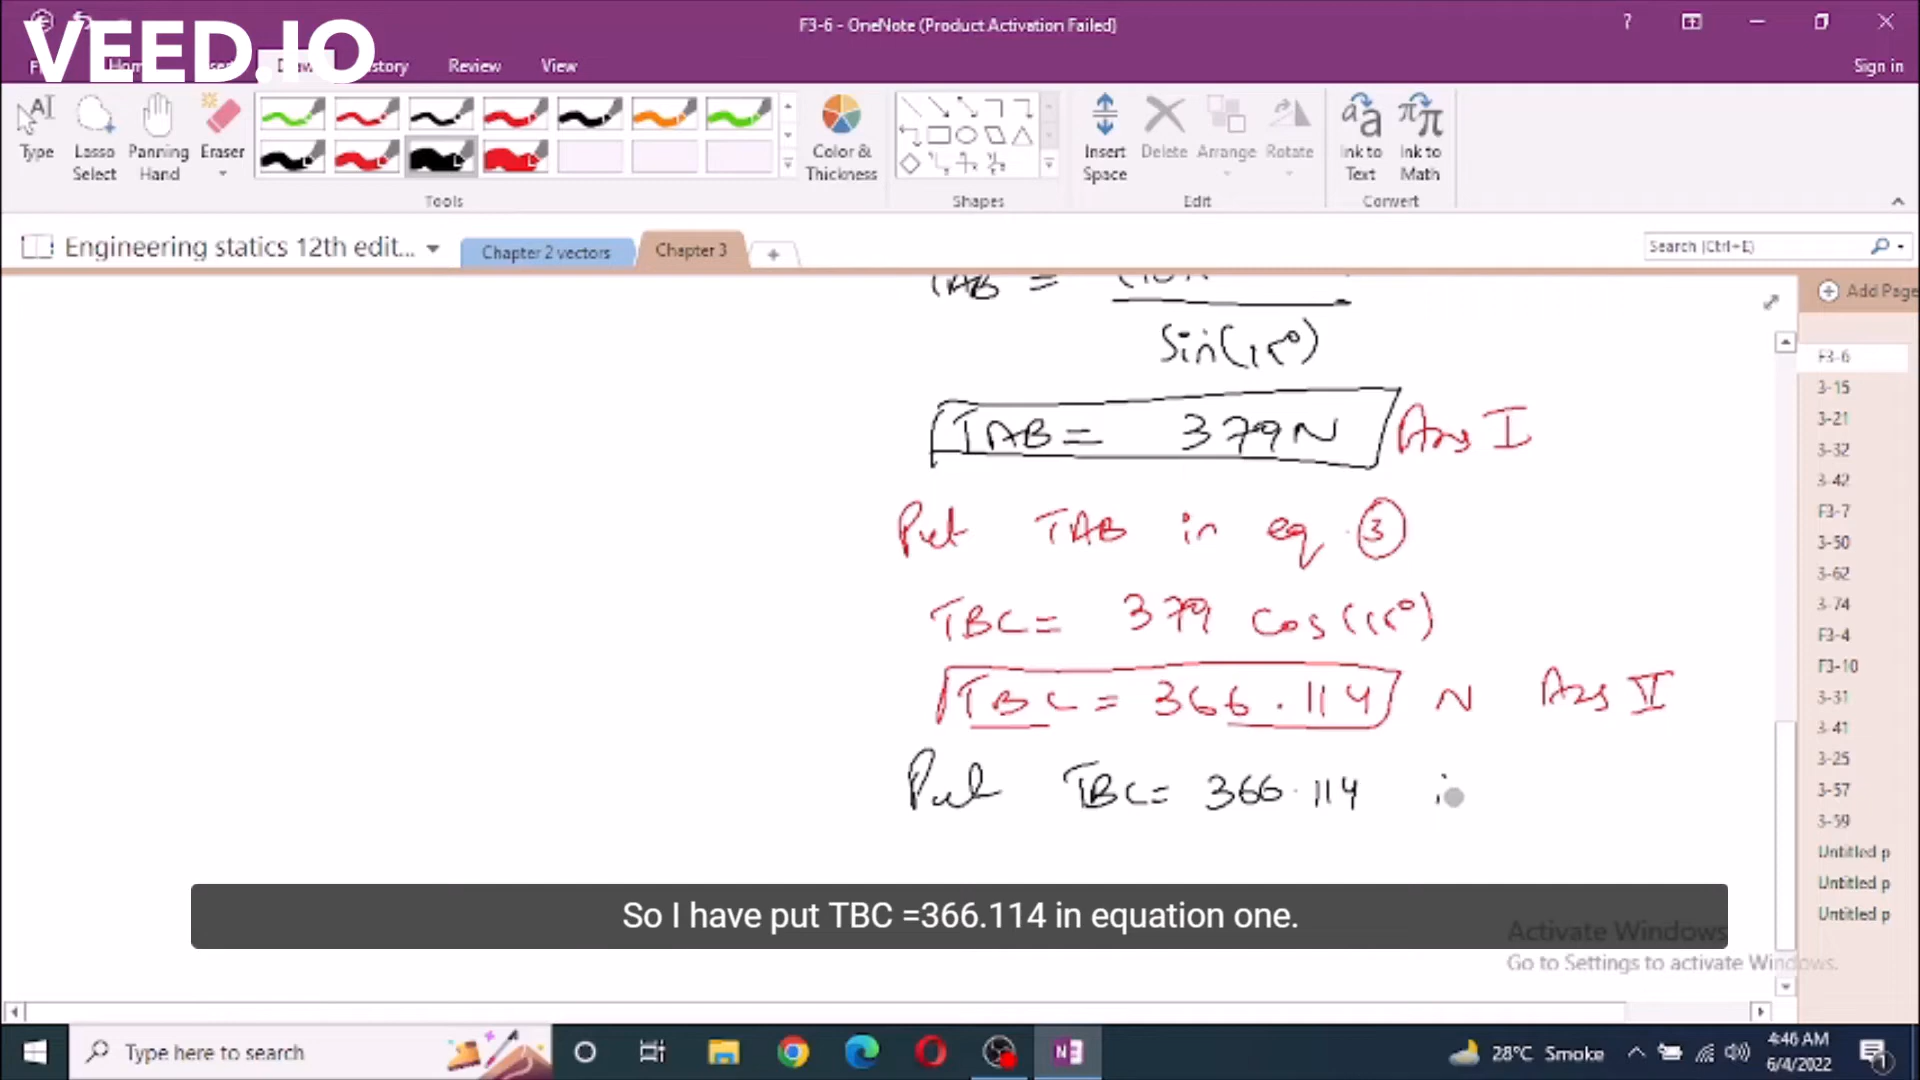 VEED.IO
F3-6 - OneNote (Product Activation Failed)
?
Review View
Sign in
Type
Lasso Select
Panning Hand
Eraser
Color & Thickness
Insert Space
Delete
Arrange
Rotate
Ink to Text
Ink to Math
Tools
Shapes
Edit
Convert
Engineering statics 12th edit...
Chapter 2 vectors
Chapter 3
Search (Ctrl+E)
Add Page
F3-6
3-15
3-21
3-32
3-42
F3-7
3-50
3-62
3-74
F3-4
F3-10
3-31
3-41
3-25
3-57
3-59
Untitled p
Untitled p
Untitled p
TAB =
Sin(15°)
TAB = 379N Ans I
Put TAB in eq. 3
TBC = 379 Cos(15°)
TBC = 366.114 N Ans II
Put TBC = 366.114 i
So I have put TBC =366.114 in equation one.
Activate Windows
Go to Settings to activate Windows.
Type here to search
28°C Smoke
4:46 AM
6/4/2022
1